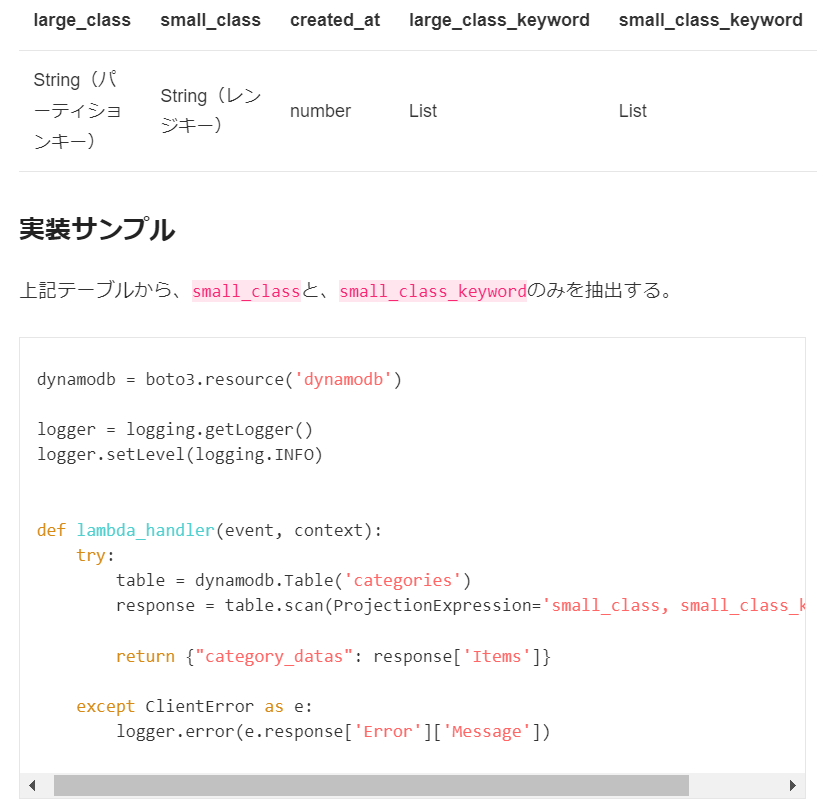 large_class small_class created_at large_class_keyword small_class_keyword
String（パ
ーティショ
ンキー）
String（レン
ジキー）
number
List
List
実装サンプル
上記テーブルから、small_classと、small_class_keywordのみを抽出する。
dynamodb = boto3.resource('dynamodb')
logger = logging.getLogger()
logger.setLevel(logging.INFO)
def lambda_handler(event, context):
    try:
        table = dynamodb.Table('categories')
        response = table.scan(ProjectionExpression='small_class, small_class_k
        return {"category_datas": response['Items']}
    except ClientError as e:
        logger.error(e.response['Error']['Message'])